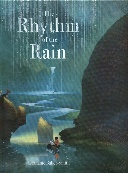 The
Rhythm
of the
Rain